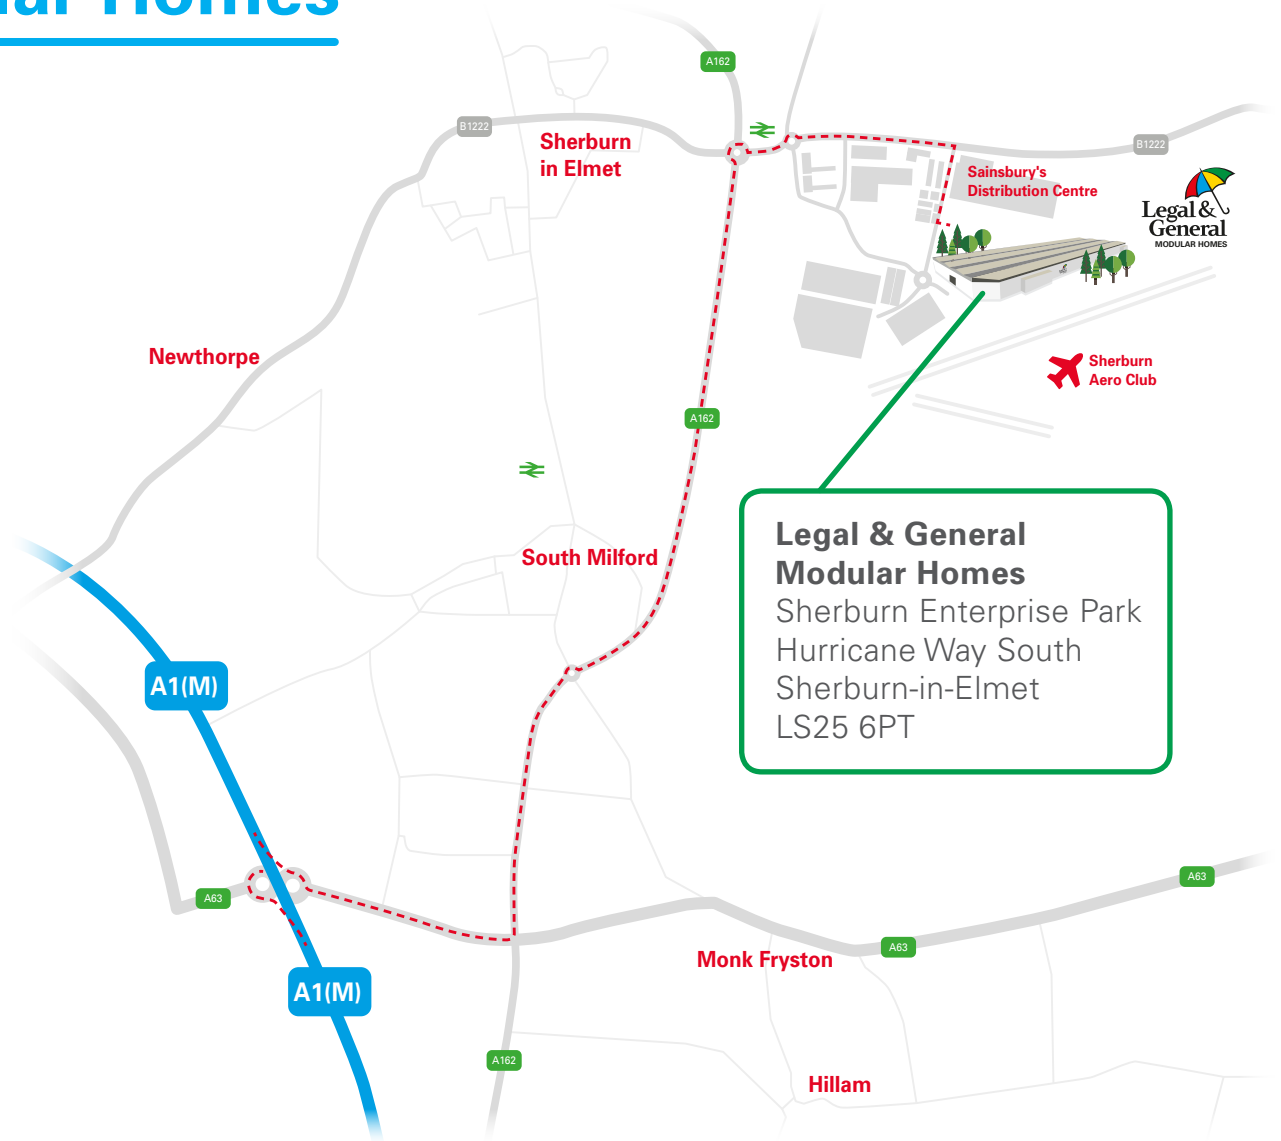 lar Homes
A162
B1222
Sherburn
in Elmet
B1222
Sainsbury's
Distribution Centre
Legal &
General
MODULAR HOMES
Newthorpe
Sherburn
Aero Club
A162
South Milford
Legal & General
Modular Homes
Sherburn Enterprise Park
Hurricane Way South
Sherburn-in-Elmet
LS25 6PT
A1(M)
A63
A63
A63
Monk Fryston
A1(M)
A162
Hillam